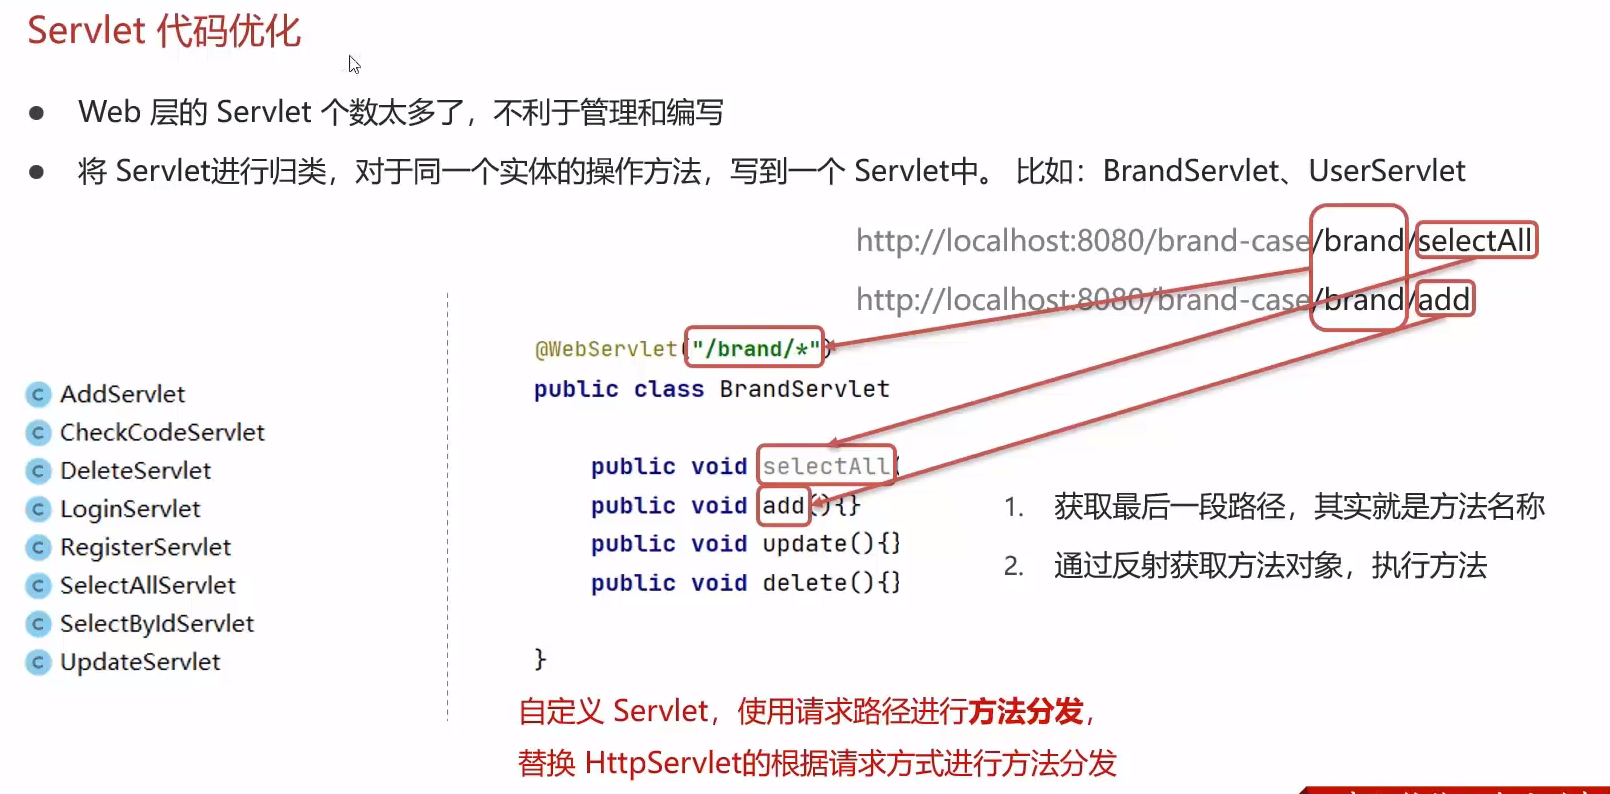 Servlet 代码优化
● Web 层的 Servlet 个数太多了，不利于管理和编写
● 将 Servlet进行归类，对于同一个实体的操作方法，写到一个 Servlet中。 比如：BrandServlet、UserServlet
http://localhost:8080/brand-case/brand/selectAll
http://localhost:8080/brand-case/brand/add
AddServlet
CheckCodeServlet
DeleteServlet
LoginServlet
RegisterServlet
SelectAllServlet
SelectByIdServlet
UpdateServlet
@WebServlet("/brand/*")
public class BrandServlet
public void selectAll(
public void add(){}
public void update(){}
public void delete(){}
}
1. 获取最后一段路径，其实就是方法名称
2. 通过反射获取方法对象，执行方法
自定义 Servlet，使用请求路径进行方法分发，
替换 HttpServlet的根据请求方式进行方法分发